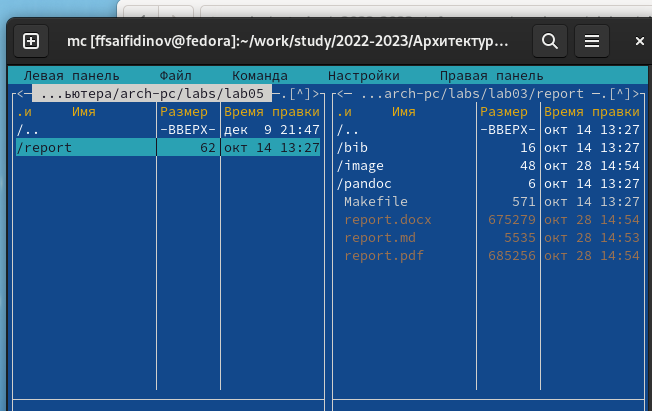 mc [ffsaifidinov@fedora]:~/work/study/2022-2023/Архитектур…
Левая панель Файл Команда Настройки Правая панель
<— ...ьютера/arch-pc/labs/lab05 —.[^]>
.и Имя Размер Время правки
/.. -ВВЕРХ- дек 9 21:47
/report 62 окт 14 13:27
<— ...arch-pc/labs/lab03/report —.[^]>
.и Имя Размер Время правки
/.. -ВВЕРХ- окт 14 13:27
/bib 16 окт 14 13:27
/image 48 окт 28 14:54
/pandoc 6 окт 14 13:27
Makefile 571 окт 14 13:27
report.docx 675279 окт 28 14:54
report.md 5535 окт 28 14:53
report.pdf 685256 окт 28 14:54